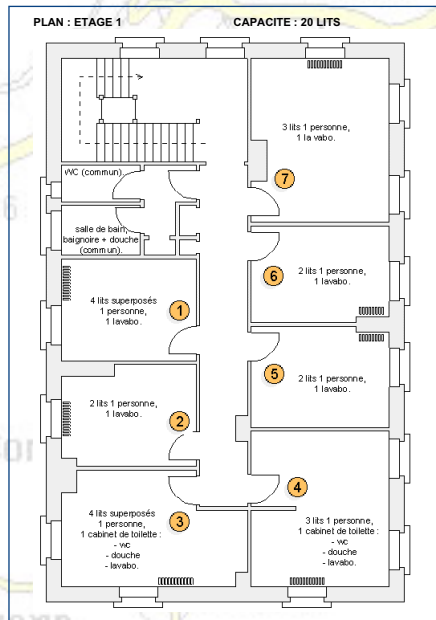 PLAN : ETAGE 1
CAPACITE : 20 LITS
3 lits 1 personne,
1 la vabo.
7
WC (commun).
salle de bain,
baignoire + douche
(commun).
6
2 lits 1 personne,
1 lavabo.
4 lits superposés
1 personne,
1 lavabo.
1
5
2 lits 1 personne,
1 lavabo.
2 lits 1 personne,
1 lavabo.
2
4
4 lits superposés
1 personne,
1 cabinet de toilette :
- wc
- douche
- lavabo.
3
3 lits 1 personne,
1 cabinet de toilette :
- wc
- douche
- lavabo.